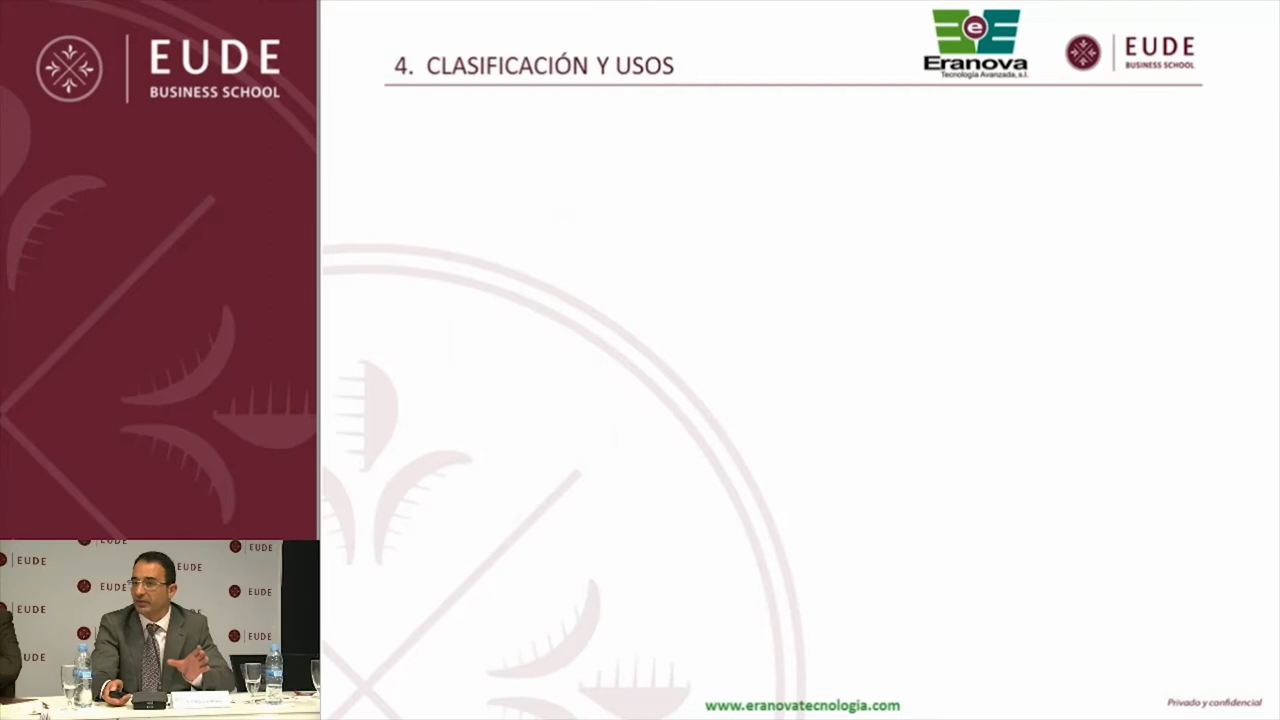 EUDE
BUSINESS SCHOOL
4. CLASIFICACIÓN Y USOS
e
Eranova
Tecnología Avanzada, s.l.
EUDE
BUSINESS SCHOOL
EUDE
EUDE
EUDE
EUDE
EUDE
EUDE
EUDE
UDE
www.eranovatecnologia.com
Privado y confidencial